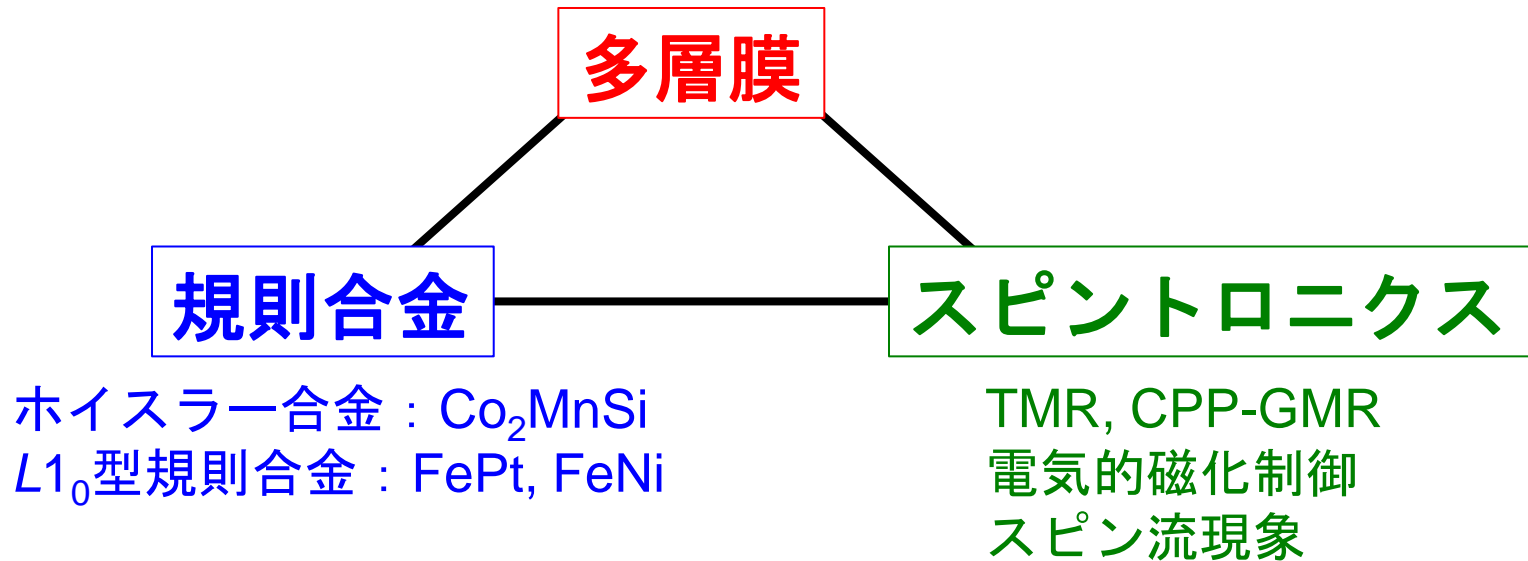 多層膜
規則合金
スピントロニクス
ホイスラー合金：Co₂MnSi
L1₀型規則合金：FePt, FeNi
TMR, CPP-GMR
電気的磁化制御
スピン流現象